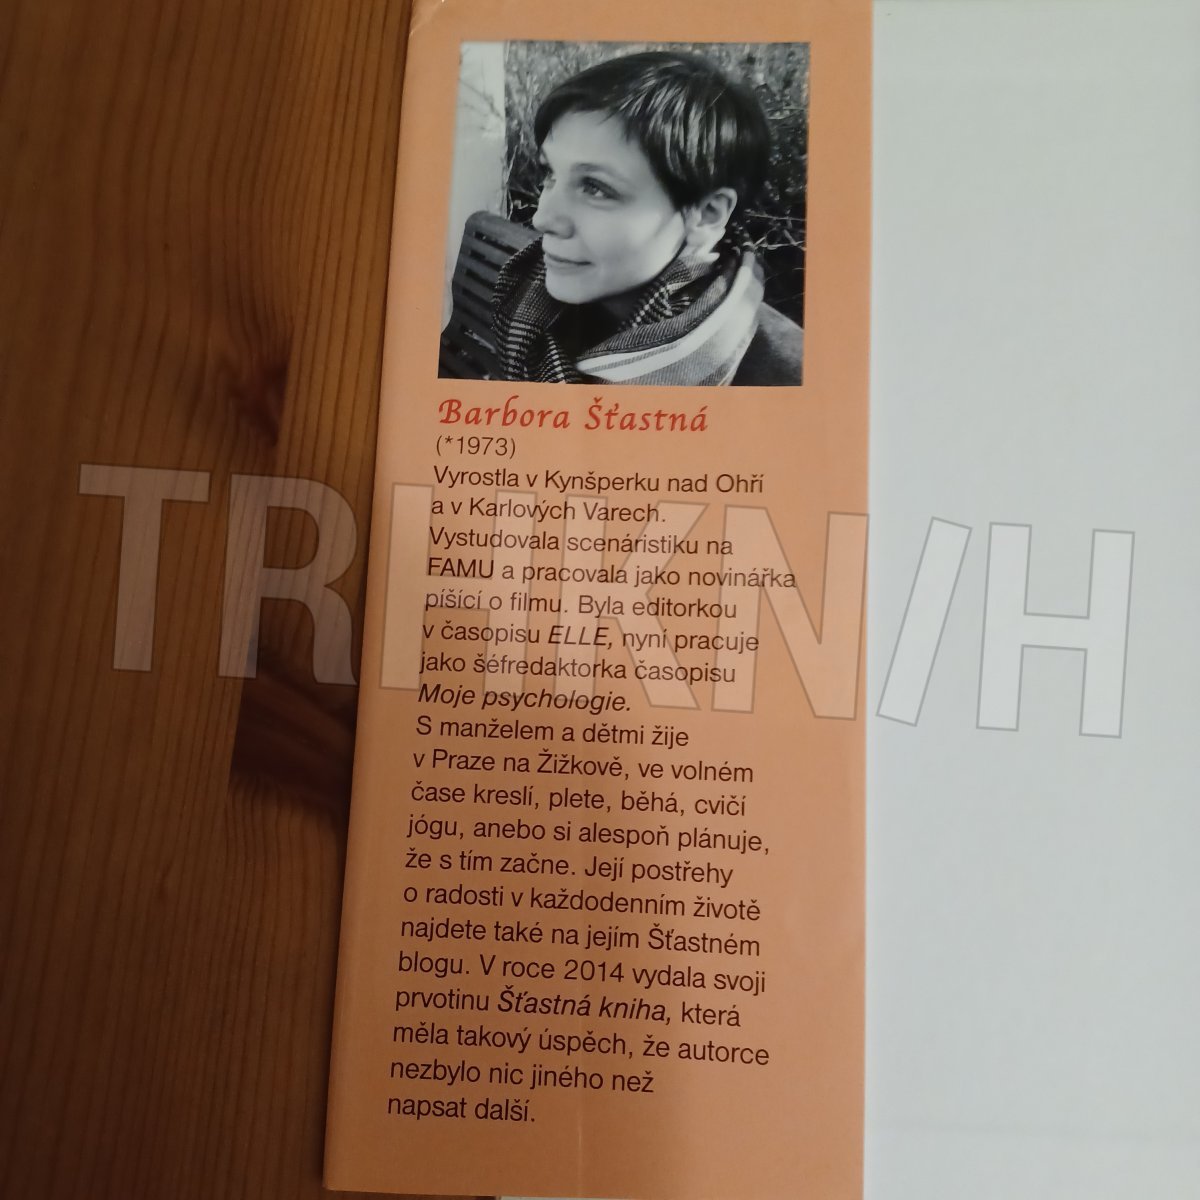 Barbora Šťastná
(*1973)
Vyrostla v Kynšperku nad Ohří
a v Karlových Varech.
Vystudovala scenáristiku na
FAMU a pracovala jako novinářka
píšící o filmu. Byla editorkou
v časopisu ELLE, nyní pracuje
jako šéfredaktorka časopisu
Moje psychologie.
S manželem a dětmi žije
v Praze na Žižkově, ve volném
čase kreslí, plete, běhá, cvičí
jógu, anebo si alespoň plánuje,
že s tím začne. Její postřehy
o radosti v každodenním životě
najdete také na jejím Šťastném
blogu. V roce 2014 vydala svoji
prvotinu Šťastná kniha, která
měla takový úspěch, že autorce
nezbylo nic jiného než
napsat další.
TRHKN/H